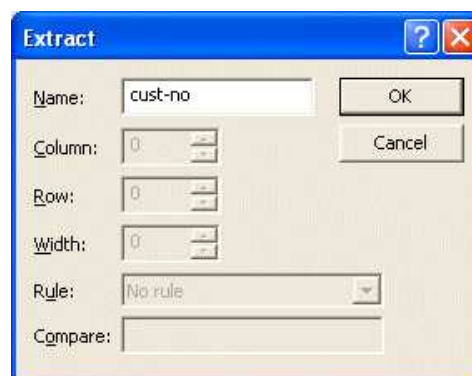 Extract
Name: cust-no OK
Column: 0 Cancel
Row: 0
Width: 0
Rule: No rule
Compare: